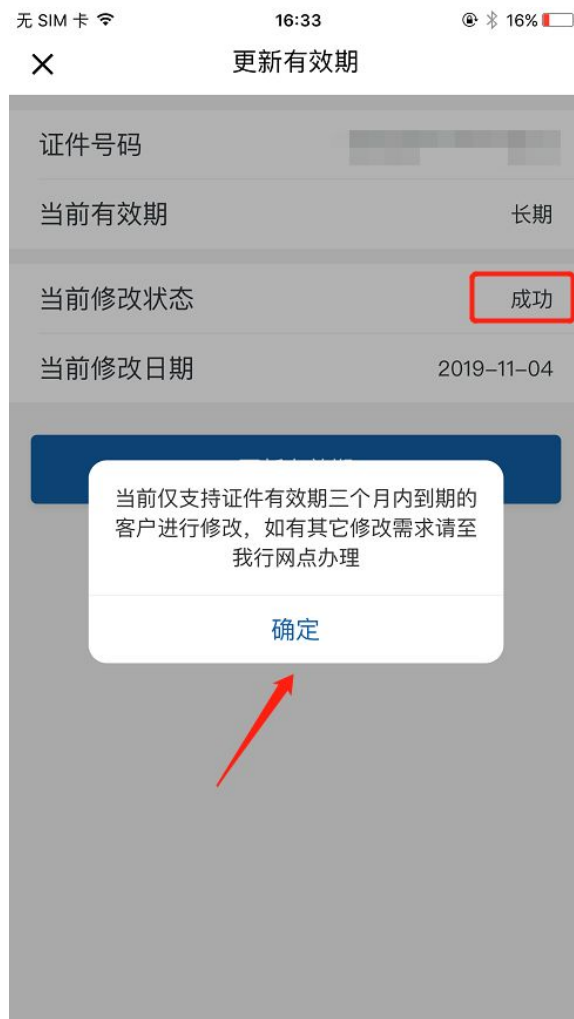 无 SIM 卡
16:33
16%
更新有效期
证件号码
当前有效期
长期
当前修改状态
成功
当前修改日期
2019-11-04
当前仅支持证件有效期三个月内到期的
客户进行修改，如有其它修改需求请至
我行网点办理
确定